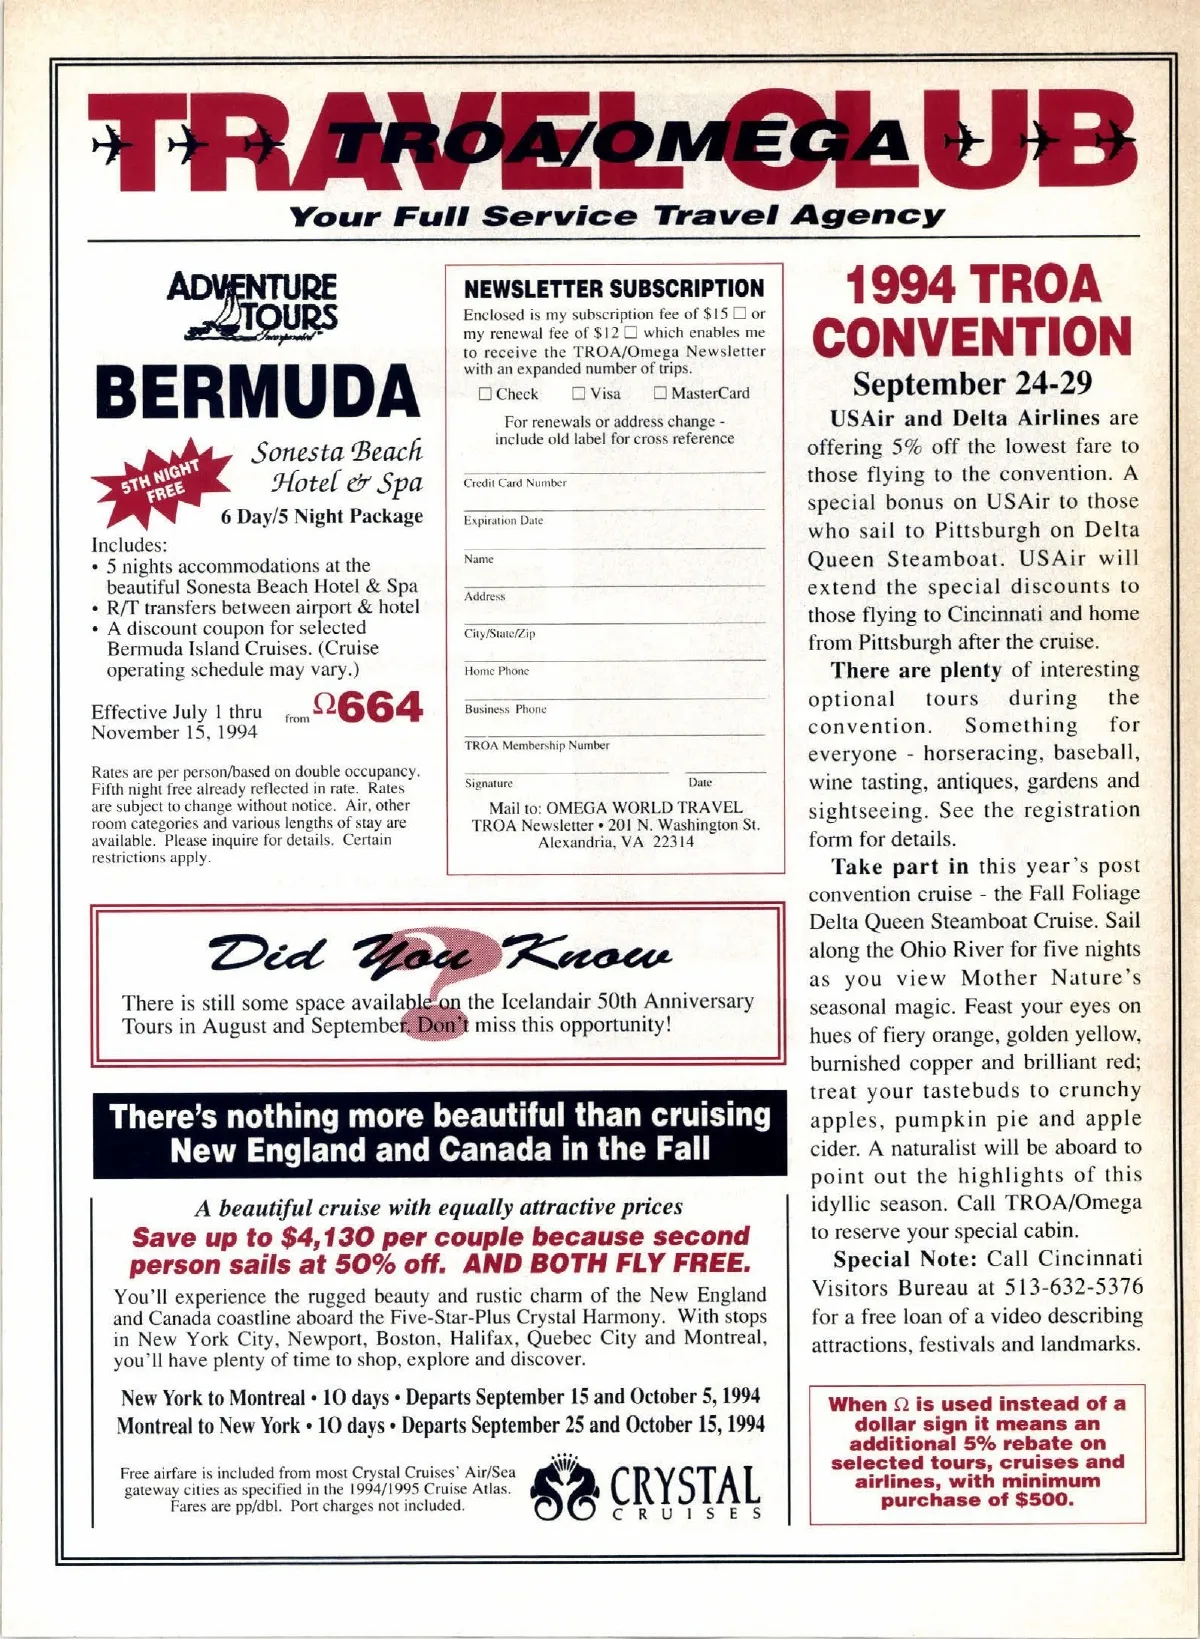 TRAVEL CLUB
TROA/OMEGA
Your Full Service Travel Agency
ADVENTURE
TOURS
Incorporated
BERMUDA
5TH NIGHT
FREE
Sonesta Beach
Hotel & Spa
6 Day/5 Night Package
Includes:
• 5 nights accommodations at the
beautiful Sonesta Beach Hotel & Spa
• R/T transfers between airport & hotel
• A discount coupon for selected
Bermuda Island Cruises. (Cruise
operating schedule may vary.)
Effective July 1 thru
November 15, 1994
from Ω664
Rates are per person/based on double occupancy.
Fifth night free already reflected in rate. Rates
are subject to change without notice. Air, other
room categories and various lengths of stay are
available. Please inquire for details. Certain
restrictions apply.
NEWSLETTER SUBSCRIPTION
Enclosed is my subscription fee of $15 ☐ or
my renewal fee of $12 ☐ which enables me
to receive the TROA/Omega Newsletter
with an expanded number of trips.
☐ Check ☐ Visa ☐ MasterCard
For renewals or address change -
include old label for cross reference
Credit Card Number
Expiration Date
Name
Address
City/State/Zip
Home Phone
Business Phone
TROA Membership Number
Signature Date
Mail to: OMEGA WORLD TRAVEL
TROA Newsletter • 201 N. Washington St.
Alexandria, VA 22314
Did You Know
?
There is still some space available on the Icelandair 50th Anniversary
Tours in August and September. Don't miss this opportunity!
There's nothing more beautiful than cruising
New England and Canada in the Fall
A beautiful cruise with equally attractive prices
Save up to $4,130 per couple because second
person sails at 50% off. AND BOTH FLY FREE.
You'll experience the rugged beauty and rustic charm of the New England
and Canada coastline aboard the Five-Star-Plus Crystal Harmony. With stops
in New York City, Newport, Boston, Halifax, Quebec City and Montreal,
you'll have plenty of time to shop, explore and discover.
New York to Montreal • 10 days • Departs September 15 and October 5, 1994
Montreal to New York • 10 days • Departs September 25 and October 15, 1994
Free airfare is included from most Crystal Cruises' Air/Sea
gateway cities as specified in the 1994/1995 Cruise Atlas.
Fares are pp/dbl. Port charges not included.
CRYSTAL
CRUISES
1994 TROA
CONVENTION
September 24-29
USAir and Delta Airlines are
offering 5% off the lowest fare to
those flying to the convention. A
special bonus on USAir to those
who sail to Pittsburgh on Delta
Queen Steamboat. USAir will
extend the special discounts to
those flying to Cincinnati and home
from Pittsburgh after the cruise.
There are plenty of interesting
optional tours during the
convention. Something for
everyone - horseracing, baseball,
wine tasting, antiques, gardens and
sightseeing. See the registration
form for details.
Take part in this year's post
convention cruise - the Fall Foliage
Delta Queen Steamboat Cruise. Sail
along the Ohio River for five nights
as you view Mother Nature's
seasonal magic. Feast your eyes on
hues of fiery orange, golden yellow,
burnished copper and brilliant red;
treat your tastebuds to crunchy
apples, pumpkin pie and apple
cider. A naturalist will be aboard to
point out the highlights of this
idyllic season. Call TROA/Omega
to reserve your special cabin.
Special Note: Call Cincinnati
Visitors Bureau at 513-632-5376
for a free loan of a video describing
attractions, festivals and landmarks.
When Ω is used instead of a
dollar sign it means an
additional 5% rebate on
selected tours, cruises and
airlines, with minimum
purchase of $500.